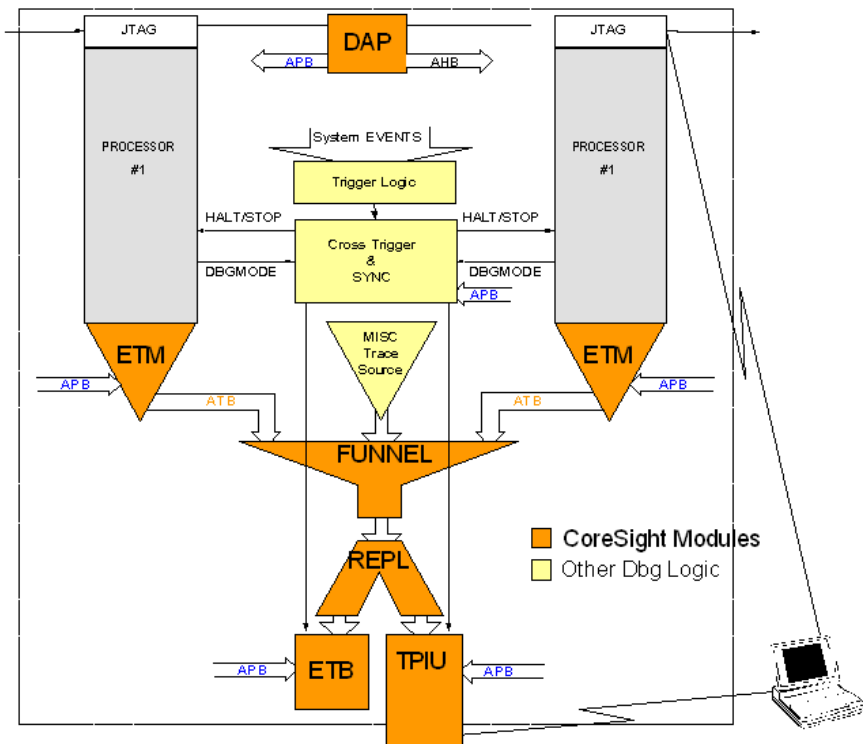 JTAG
DAP
JTAG
APB
AHB
System EVENTS
PROCESSOR
#1
PROCESSOR
#1
Trigger Logic
HALT/STOP
HALT/STOP
Cross Trigger
&
SYNC
DBGMODE
DBGMODE
APB
MISC
Trace
Source
ETM
ETM
APB
APB
ATB
ATB
FUNNEL
CoreSight Modules
REPL
Other Dbg Logic
ETB
TPIU
APB
APB